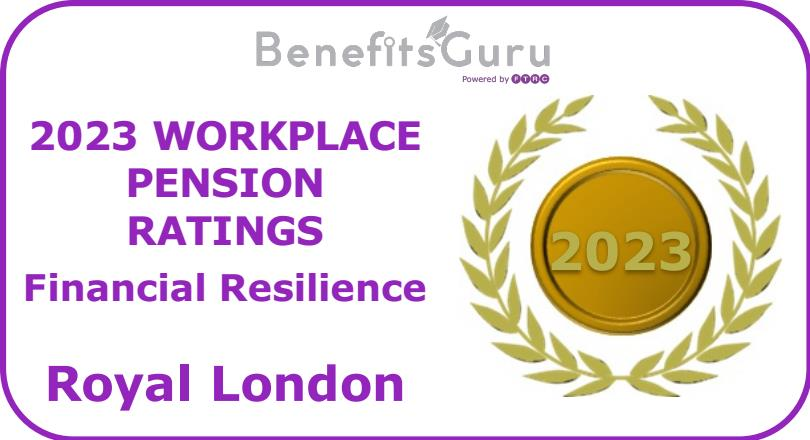 BenefitsGuru
Powered by FTRC
2023 WORKPLACE
PENSION
RATINGS
Financial Resilience
Royal London
2023